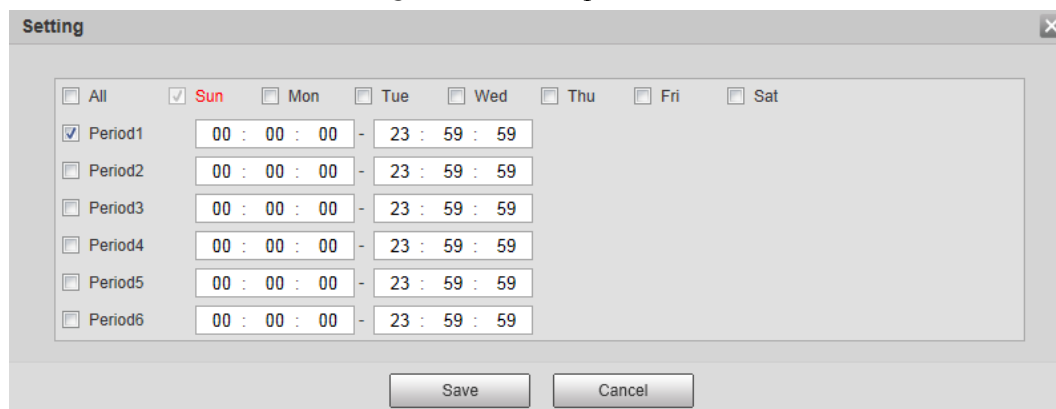 Setting
All Sun Mon Tue Wed Thu Fri Sat
Period1 00 : 00 : 00 - 23 : 59 : 59
Period2 00 : 00 : 00 - 23 : 59 : 59
Period3 00 : 00 : 00 - 23 : 59 : 59
Period4 00 : 00 : 00 - 23 : 59 : 59
Period5 00 : 00 : 00 - 23 : 59 : 59
Period6 00 : 00 : 00 - 23 : 59 : 59
Save Cancel